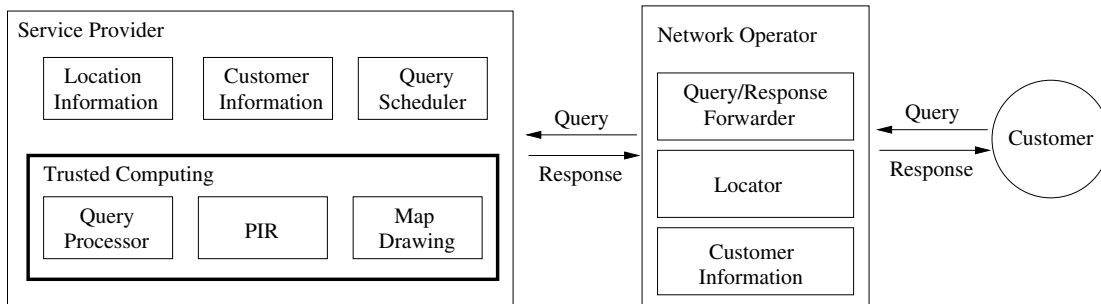 Service Provider
Location
Information
Customer
Information
Query
Scheduler
Trusted Computing
Query
Processor
PIR
Map
Drawing
Query
Response
Network Operator
Query/Response
Forwarder
Locator
Customer
Information
Query
Response
Customer